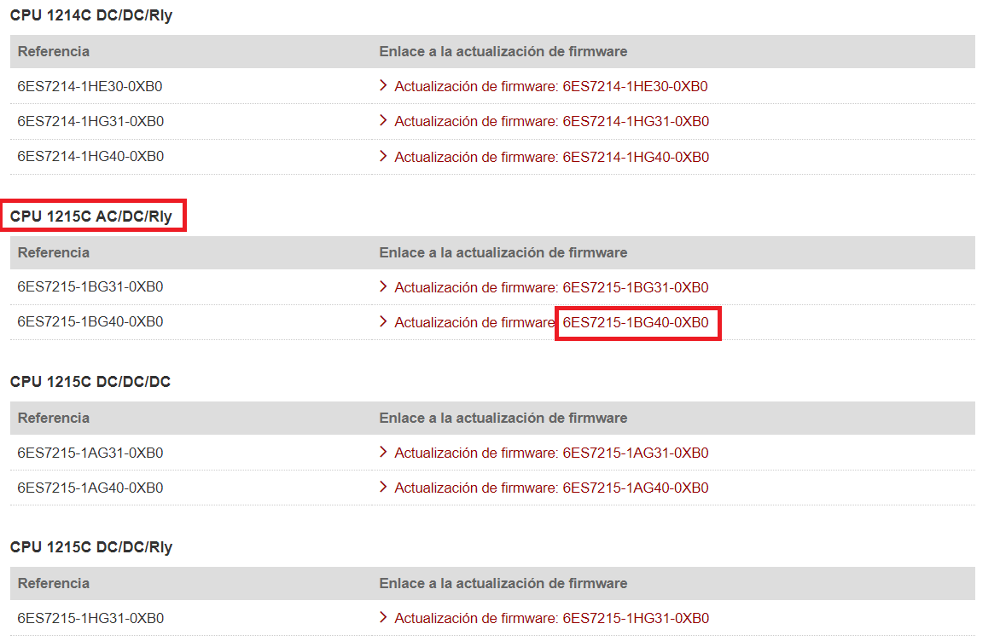 CPU 1214C DC/DC/Rly
Referencia Enlace a la actualización de firmware
6ES7214-1HE30-0XB0 Actualización de firmware: 6ES7214-1HE30-0XB0
6ES7214-1HG31-0XB0 Actualización de firmware: 6ES7214-1HG31-0XB0
6ES7214-1HG40-0XB0 Actualización de firmware: 6ES7214-1HG40-0XB0
CPU 1215C AC/DC/Rly
Referencia Enlace a la actualización de firmware
6ES7215-1BG31-0XB0 Actualización de firmware: 6ES7215-1BG31-0XB0
6ES7215-1BG40-0XB0 Actualización de firmware 6ES7215-1BG40-0XB0
CPU 1215C DC/DC/DC
Referencia Enlace a la actualización de firmware
6ES7215-1AG31-0XB0 Actualización de firmware: 6ES7215-1AG31-0XB0
6ES7215-1AG40-0XB0 Actualización de firmware: 6ES7215-1AG40-0XB0
CPU 1215C DC/DC/Rly
Referencia Enlace a la actualización de firmware
6ES7215-1HG31-0XB0 Actualización de firmware: 6ES7215-1HG31-0XB0